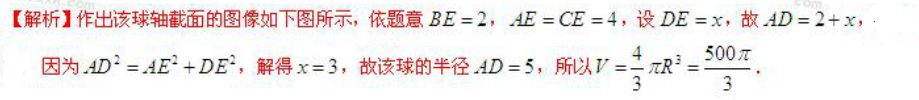 【解析】作出该球轴截面的图像如下图所示，依题意 BE = 2，AE = CE = 4，设 DE = x，故 AD = 2 + x，
因为 AD² = AE² + DE²，解得 x = 3，故该球的半径 AD = 5，所以 V = 4/3 πR³ = 500π/3．